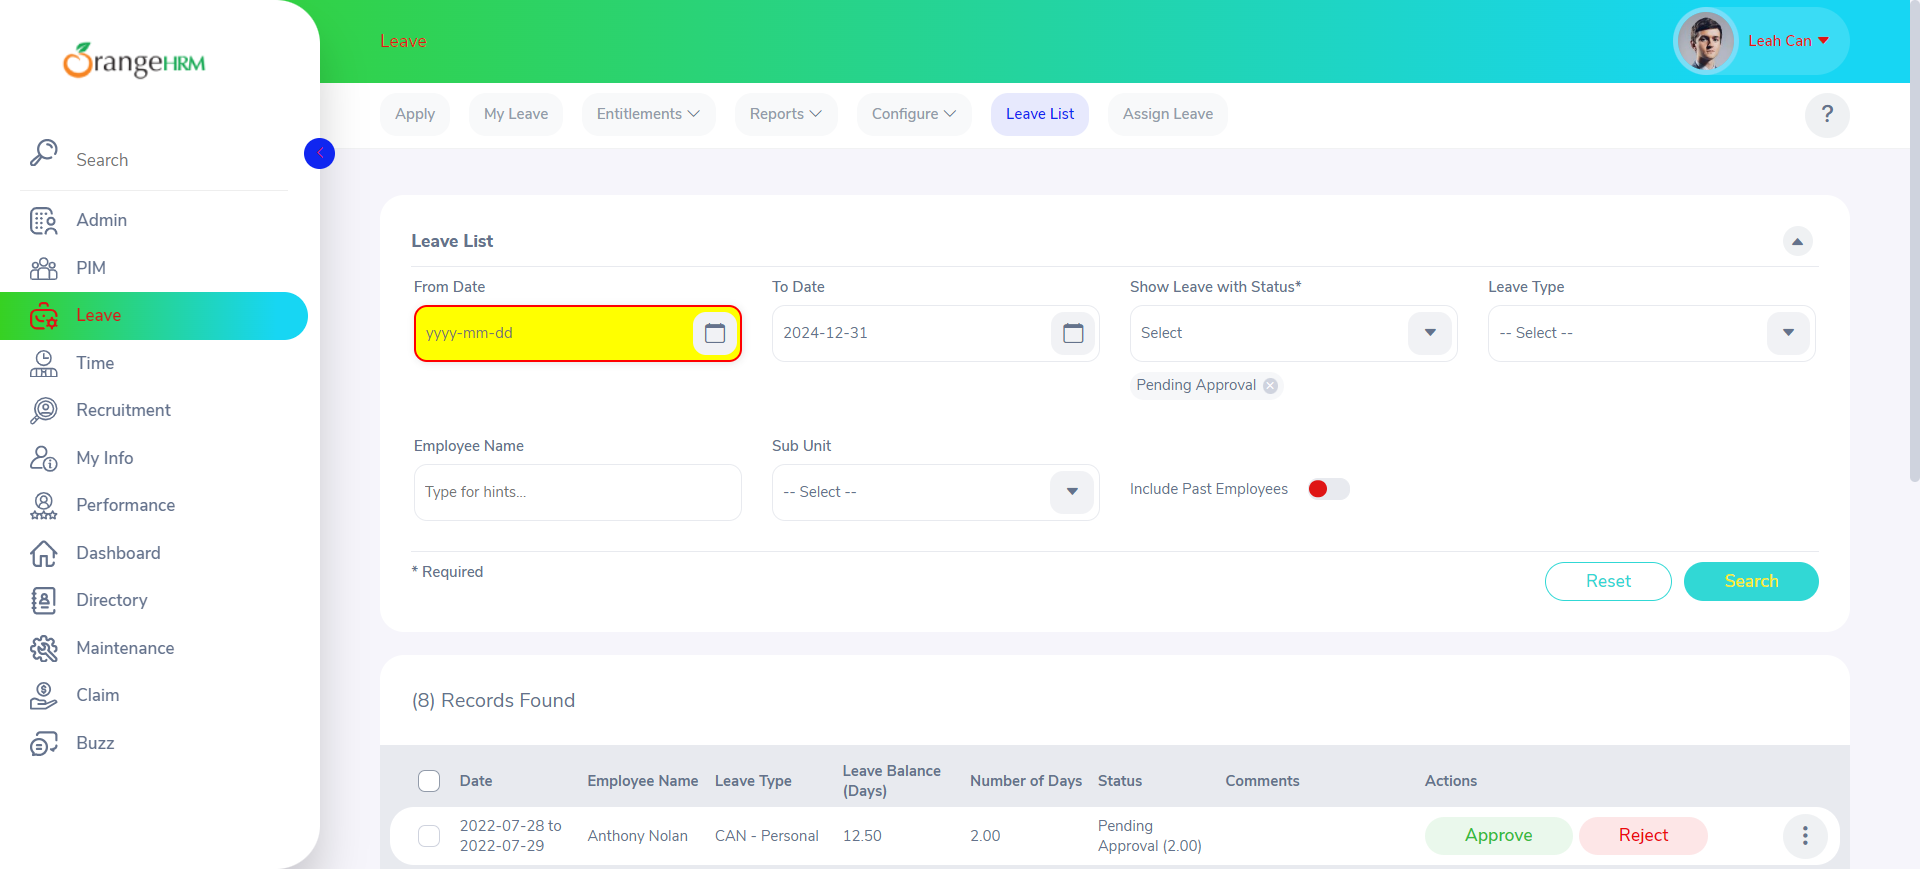 OrangeHRM
Leave
Leah Can
Apply
My Leave
Entitlements
Reports
Configure
Leave List
Assign Leave
?
Search
Admin
PIM
Leave
Time
Recruitment
My Info
Performance
Dashboard
Directory
Maintenance
Claim
Buzz
Leave List
From Date
To Date
Show Leave with Status*
Leave Type
yyyy-mm-dd
2024-12-31
Select
-- Select --
Pending Approval
Employee Name
Sub Unit
Type for hints...
-- Select --
Include Past Employees
* Required
Reset
Search
(8) Records Found
Date
Employee Name
Leave Type
Leave Balance
(Days)
Number of Days
Status
Comments
Actions
2022-07-28 to
2022-07-29
Anthony Nolan
CAN - Personal
12.50
2.00
Pending
Approval (2.00)
Approve
Reject